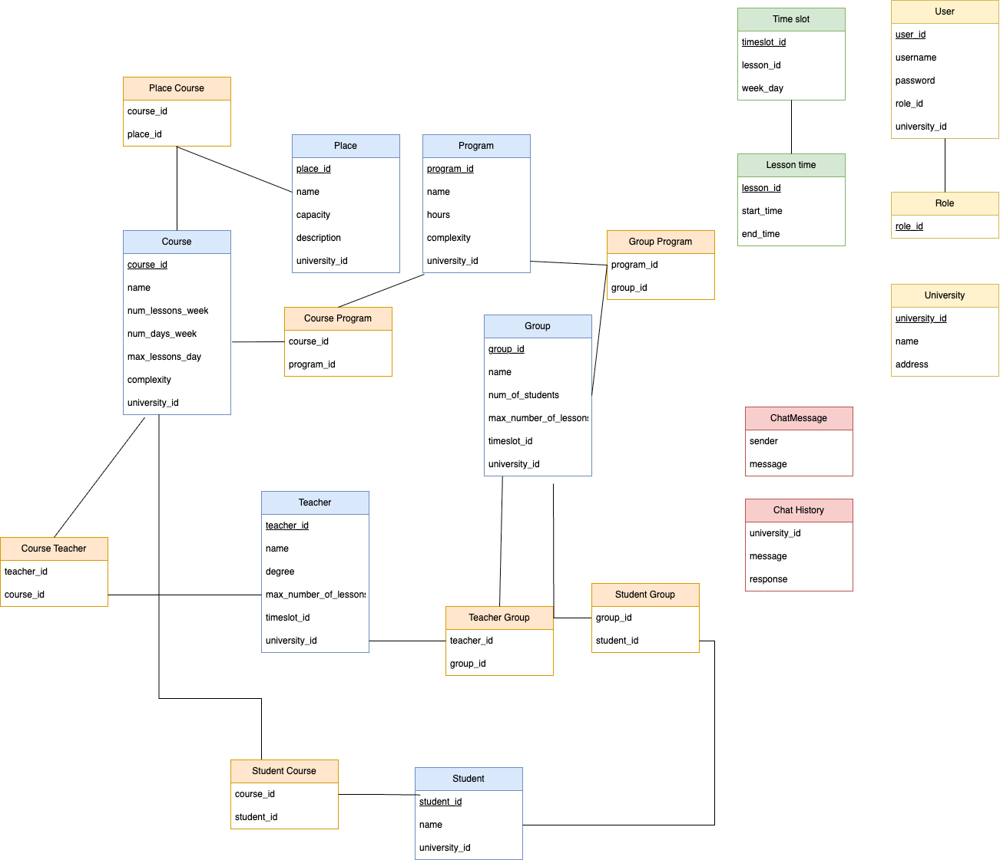 Time slot
timeslot_id
lesson_id
week_day
User
user_id
username
password
role_id
university_id
Place Course
course_id
place_id
Place
place_id
name
capacity
description
university_id
Program
program_id
name
hours
complexity
university_id
Lesson time
lesson_id
start_time
end_time
Role
role_id
Course
course_id
name
num_lessons_week
num_days_week
max_lessons_day
complexity
university_id
Group Program
program_id
group_id
Course Program
course_id
program_id
Group
group_id
name
num_of_students
max_number_of_lessons
timeslot_id
university_id
University
university_id
name
address
ChatMessage
sender
message
Chat History
university_id
message
response
Teacher
teacher_id
name
degree
max_number_of_lessons
timeslot_id
university_id
Course Teacher
teacher_id
course_id
Teacher Group
teacher_id
group_id
Student Group
group_id
student_id
Student Course
course_id
student_id
Student
student_id
name
university_id